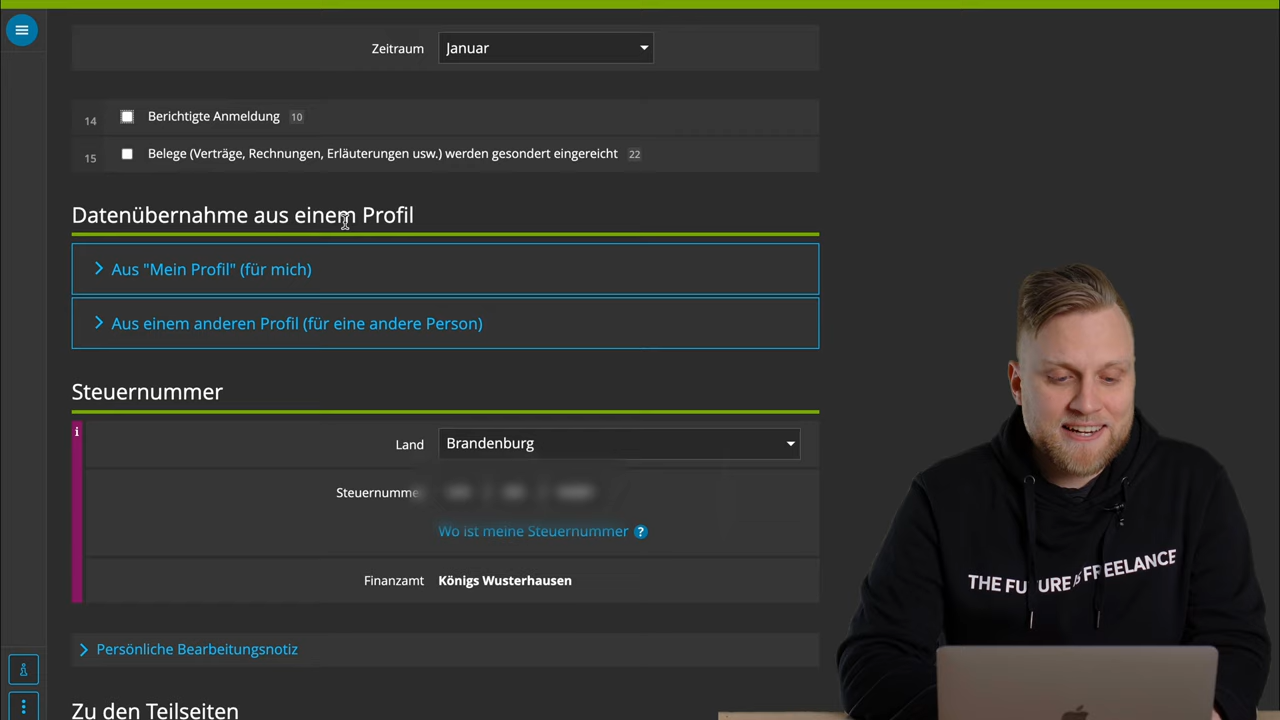 Zeitraum Januar
14 Berichtigte Anmeldung 10
15 Belege (Verträge, Rechnungen, Erläuterungen usw.) werden gesondert eingereicht 22
Datenübernahme aus einem Profil
Aus "Mein Profil" (für mich)
Aus einem anderen Profil (für eine andere Person)
Steuernummer
i
Land Brandenburg
Wo ist meine Steuernummer ?
Finanzamt Königs Wusterhausen
Persönliche Bearbeitungsnotiz
i
Zu den Teilseiten
THE FUTURE IS FREELANCE